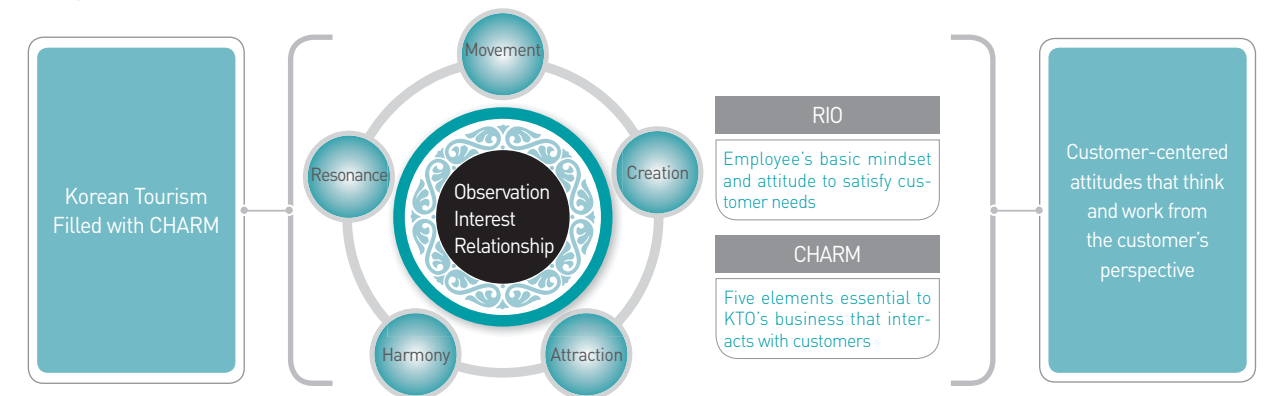 Korean Tourism
Filled with CHARM
Movement
Resonance
Creation
Observation
Interest
Relationship
Harmony
Attraction
RIO
Employee's basic mindset
and attitude to satisfy cus-
tomer needs
CHARM
Five elements essential to
KTO's business that inter-
acts with customers
Customer-centered
attitudes that think
and work from
the customer's
perspective